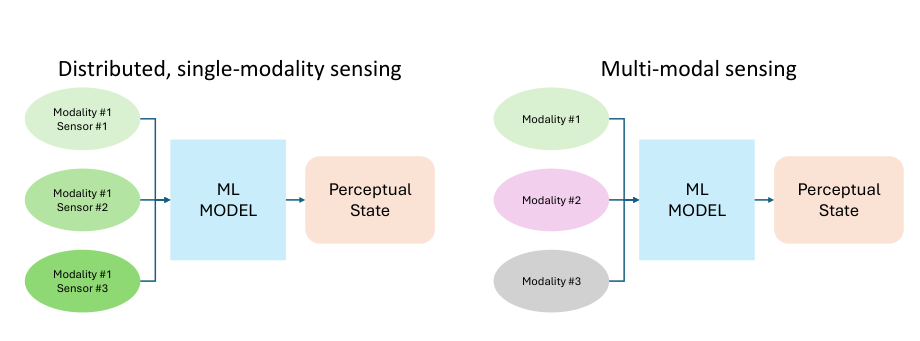 Distributed, single-modality sensing
Modality #1
Sensor #1
Modality #1
Sensor #2
Modality #1
Sensor #3
ML
MODEL
Perceptual
State
Multi-modal sensing
Modality #1
Modality #2
Modality #3
ML
MODEL
Perceptual
State